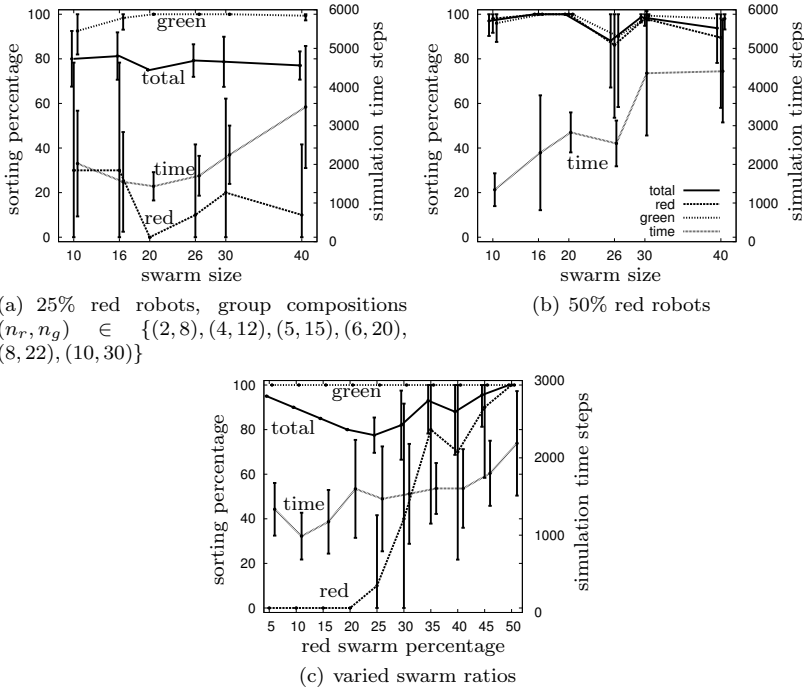 100
80
60
40
20
0
sorting percentage
6000
5000
4000
3000
2000
1000
0
simulation time steps
green
total
time
red
10 16 20 26 30 40
swarm size
100
80
60
40
20
0
sorting percentage
6000
5000
4000
3000
2000
1000
0
simulation time steps
time
total
red
green
time
10 16 20 26 30 40
swarm size
(a) 25% red robots, group compositions
(n_r, n_g) ∈ {(2, 8), (4, 12), (5, 15), (6, 20),
(8, 22), (10, 30)}
(b) 50% red robots
100
80
60
40
20
0
sorting percentage
3000
2000
1000
0
simulation time steps
green
total
time
red
5 10 15 20 25 30 35 40 45 50
red swarm percentage
(c) varied swarm ratios